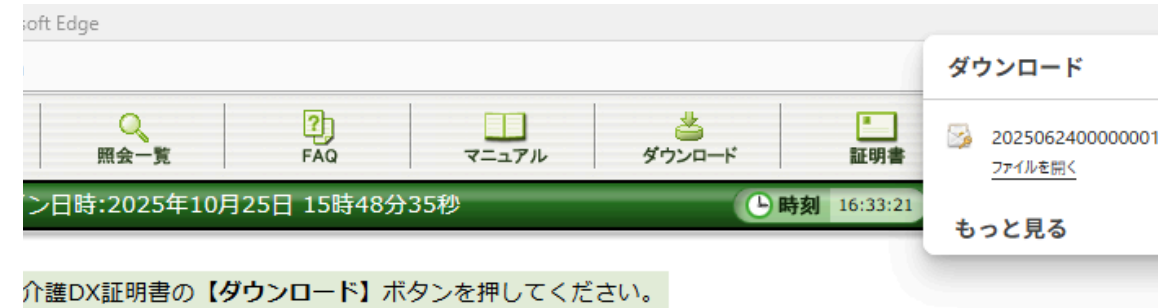 soft Edge
ダウンロード
照会一覧
FAQ
マニュアル
ダウンロード
証明書
2025062400000001
ファイルを開く
ン日時:2025年10月25日 15時48分35秒
時刻 16:33:21
もっと見る
介護DX証明書の【ダウンロード】ボタンを押してください。